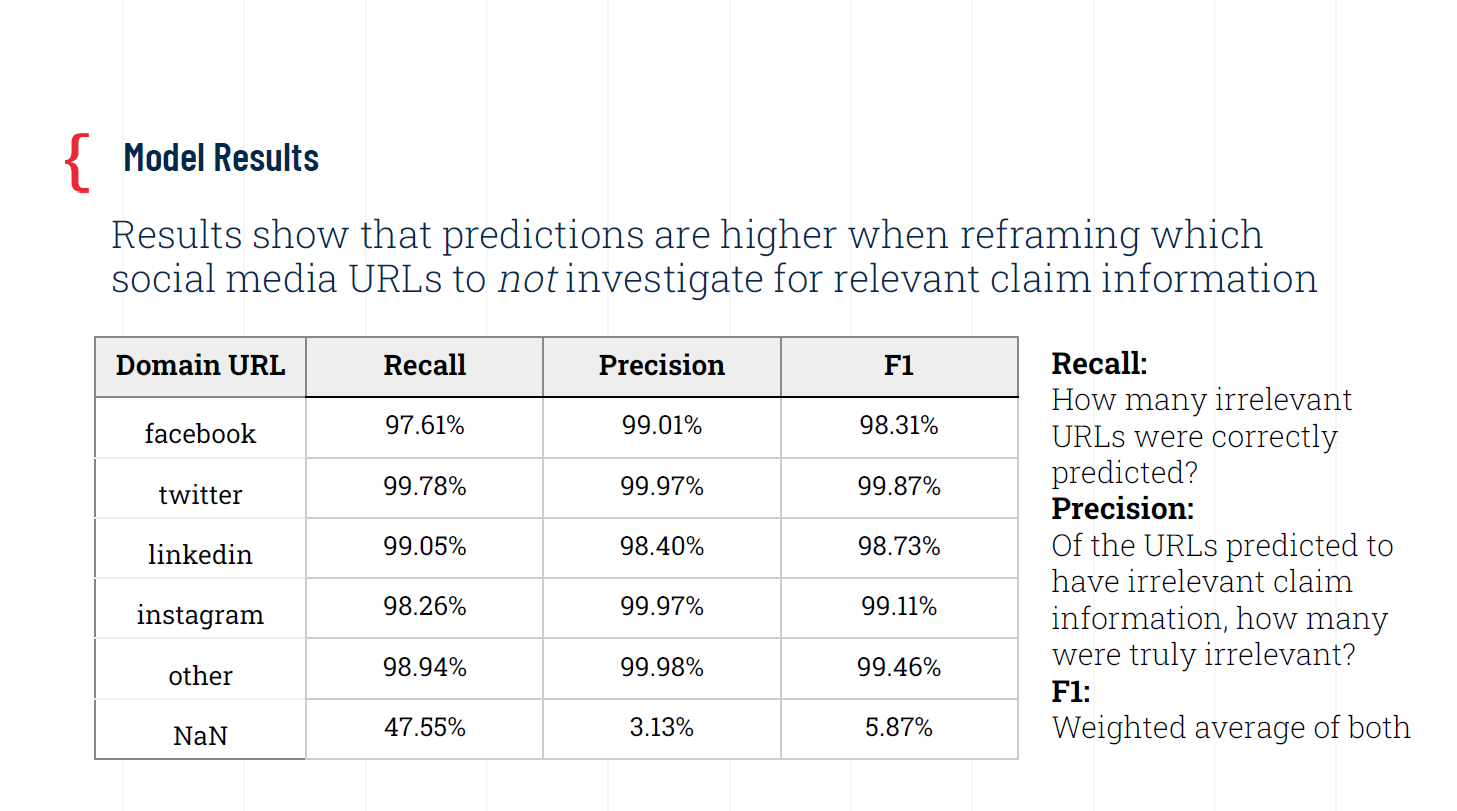 { Model Results
Results show that predictions are higher when reframing which
social media URLs to not investigate for relevant claim information
Domain URL Recall Precision F1
facebook 97.61% 99.01% 98.31%
twitter 99.78% 99.97% 99.87%
linkedin 99.05% 98.40% 98.73%
instagram 98.26% 99.97% 99.11%
other 98.94% 99.98% 99.46%
NaN 47.55% 3.13% 5.87%
Recall:
How many irrelevant
URLs were correctly
predicted?
Precision:
Of the URLs predicted to
have irrelevant claim
information, how many
were truly irrelevant?
F1:
Weighted average of both